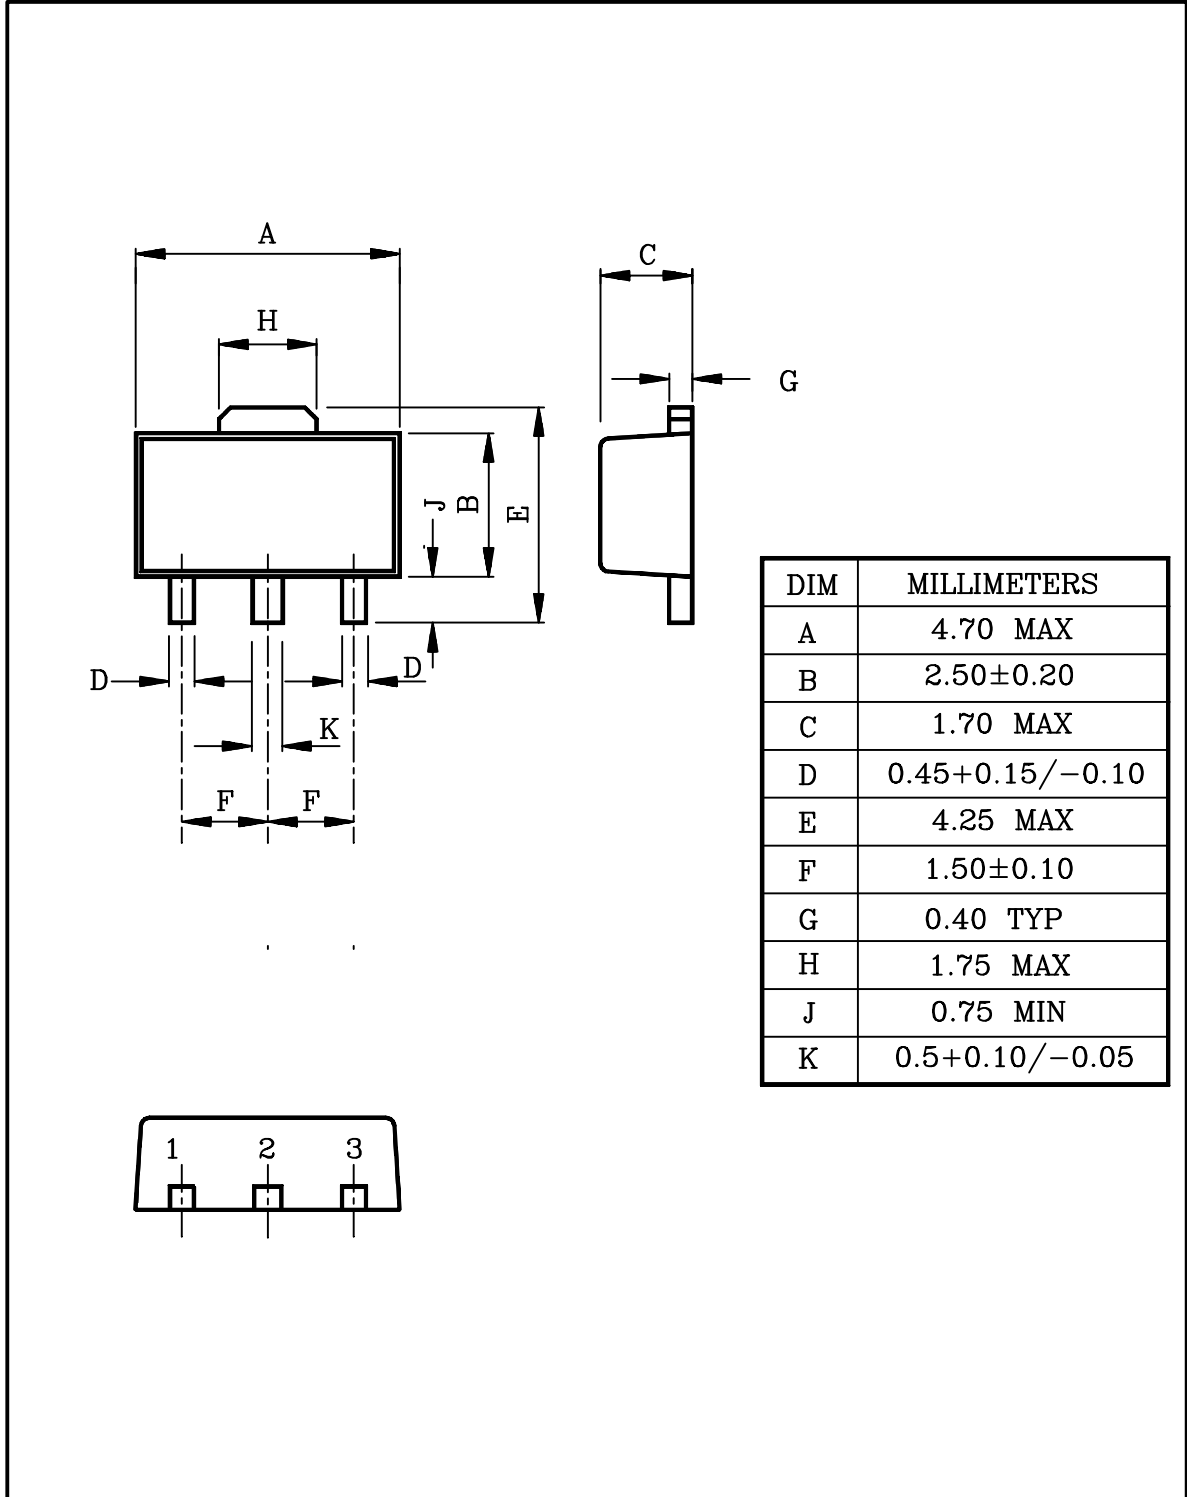 A
C
H
G
J
B
E
D
D
K
F
F
DIM MILLIMETERS
A 4.70 MAX
B 2.50±0.20
C 1.70 MAX
D 0.45+0.15/−0.10
E 4.25 MAX
F 1.50±0.10
G 0.40 TYP
H 1.75 MAX
J 0.75 MIN
K 0.5+0.10/−0.05
1 2 3